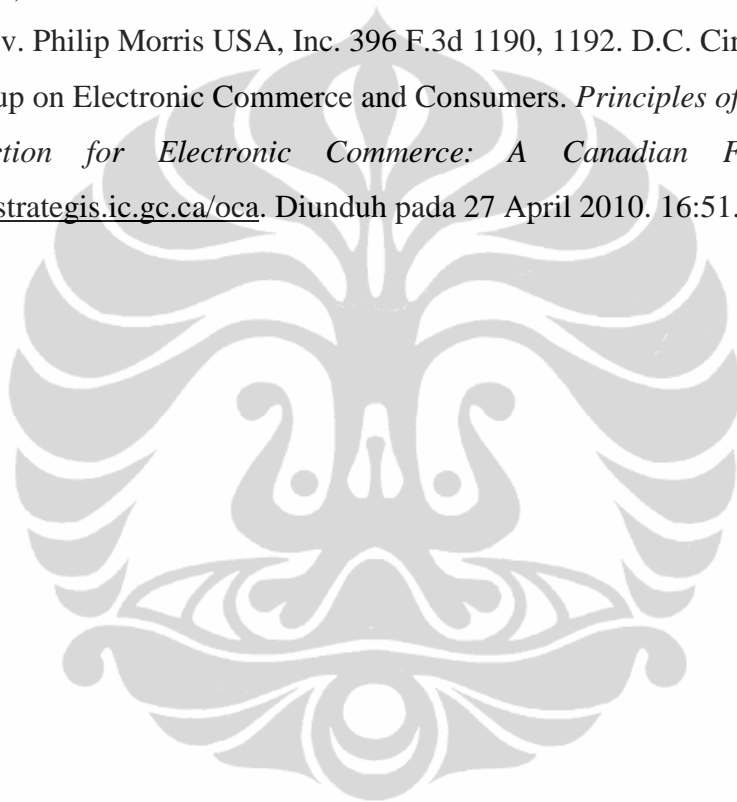 v. Philip Morris USA, Inc. 396 F.3d 1190, 1192. D.C. Cir
up on Electronic Commerce and Consumers. Principles of
ction for Electronic Commerce: A Canadian F
strategis.ic.gc.ca/oca. Diunduh pada 27 April 2010. 16:51.